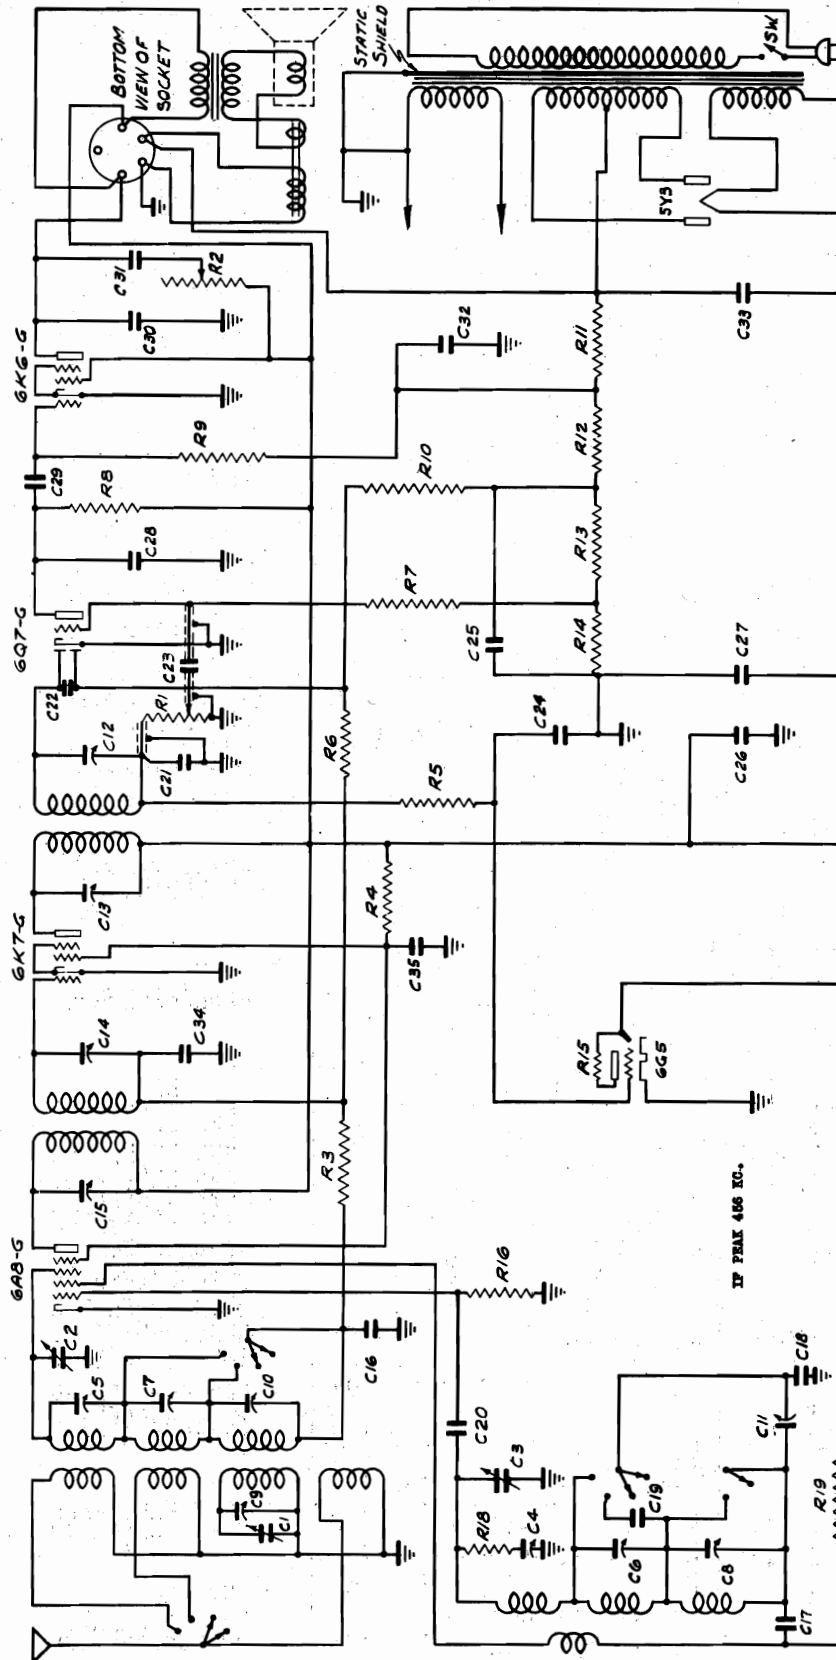 6A8-G
6K7-G
6Q7-G
6K6-G
BOTTOM
VIEW OF
SOCKET
STATIC
SHIELD
SW
5Y3
C2
C5
C7
C10
C9
C1
C15
C14
C34
C13
C12
C22
C21
R1
C23
C28
R8
C29
R9
C30
C31
R2
C32
R3
C16
R4
C35
R6
R5
R7
R10
C24
C25
R14
R13
R12
R11
C26
C27
C33
R16
C20
C3
R18
C4
C19
C6
C8
C11
C18
C17
R15
6G5
IF PEAK 456 KC.
R19